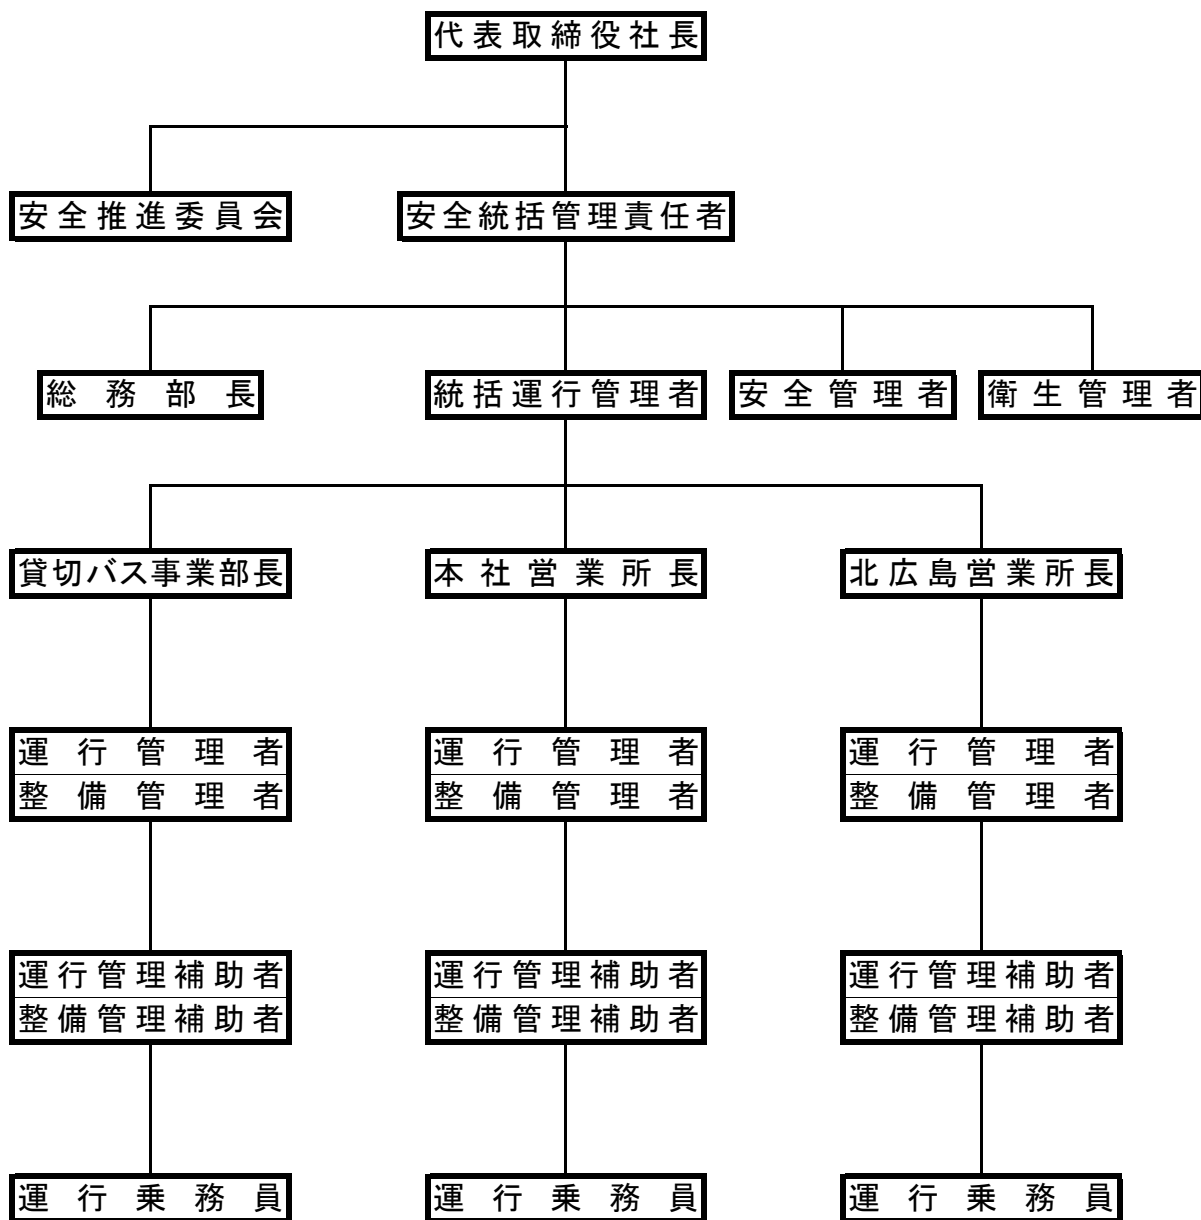 代表取締役社長
安全推進委員会
安全統括管理責任者
総務部長
統括運行管理者
安全管理者
衛生管理者
貸切バス事業部長
本社営業所長
北広島営業所長
運行管理者
整備管理者
運行管理者
整備管理者
運行管理者
整備管理者
運行管理補助者
整備管理補助者
運行管理補助者
整備管理補助者
運行管理補助者
整備管理補助者
運行乗務員
運行乗務員
運行乗務員